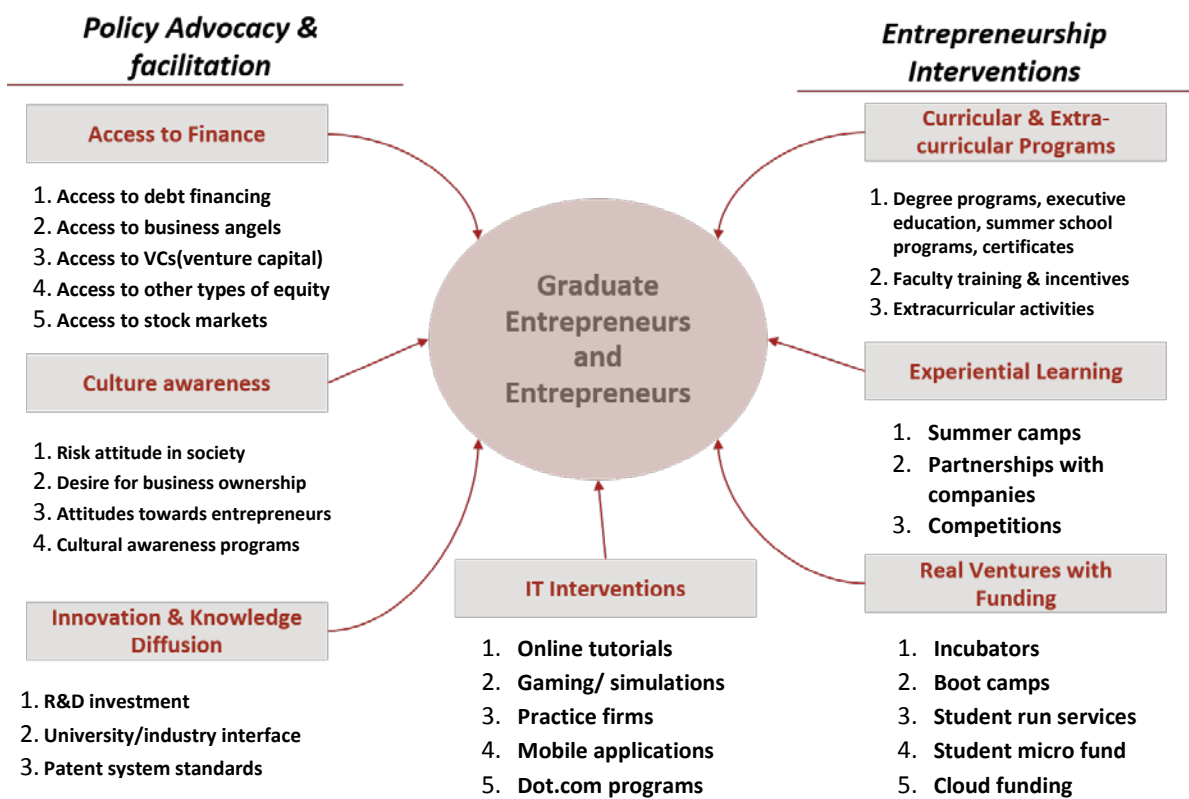 Policy Advocacy &
facilitation
Access to Finance
1. Access to debt financing
2. Access to business angels
3. Access to VCs(venture capital)
4. Access to other types of equity
5. Access to stock markets
Culture awareness
1. Risk attitude in society
2. Desire for business ownership
3. Attitudes towards entrepreneurs
4. Cultural awareness programs
Innovation & Knowledge
Diffusion
1. R&D investment
2. University/industry interface
3. Patent system standards
Graduate
Entrepreneurs
and
Entrepreneurs
IT Interventions
1. Online tutorials
2. Gaming/ simulations
3. Practice firms
4. Mobile applications
5. Dot.com programs
Entrepreneurship
Interventions
Curricular & Extra-
curricular Programs
1. Degree programs, executive
education, summer school
programs, certificates
2. Faculty training & incentives
3. Extracurricular activities
Experiential Learning
1. Summer camps
2. Partnerships with
companies
3. Competitions
Real Ventures with
Funding
1. Incubators
2. Boot camps
3. Student run services
4. Student micro fund
5. Cloud funding